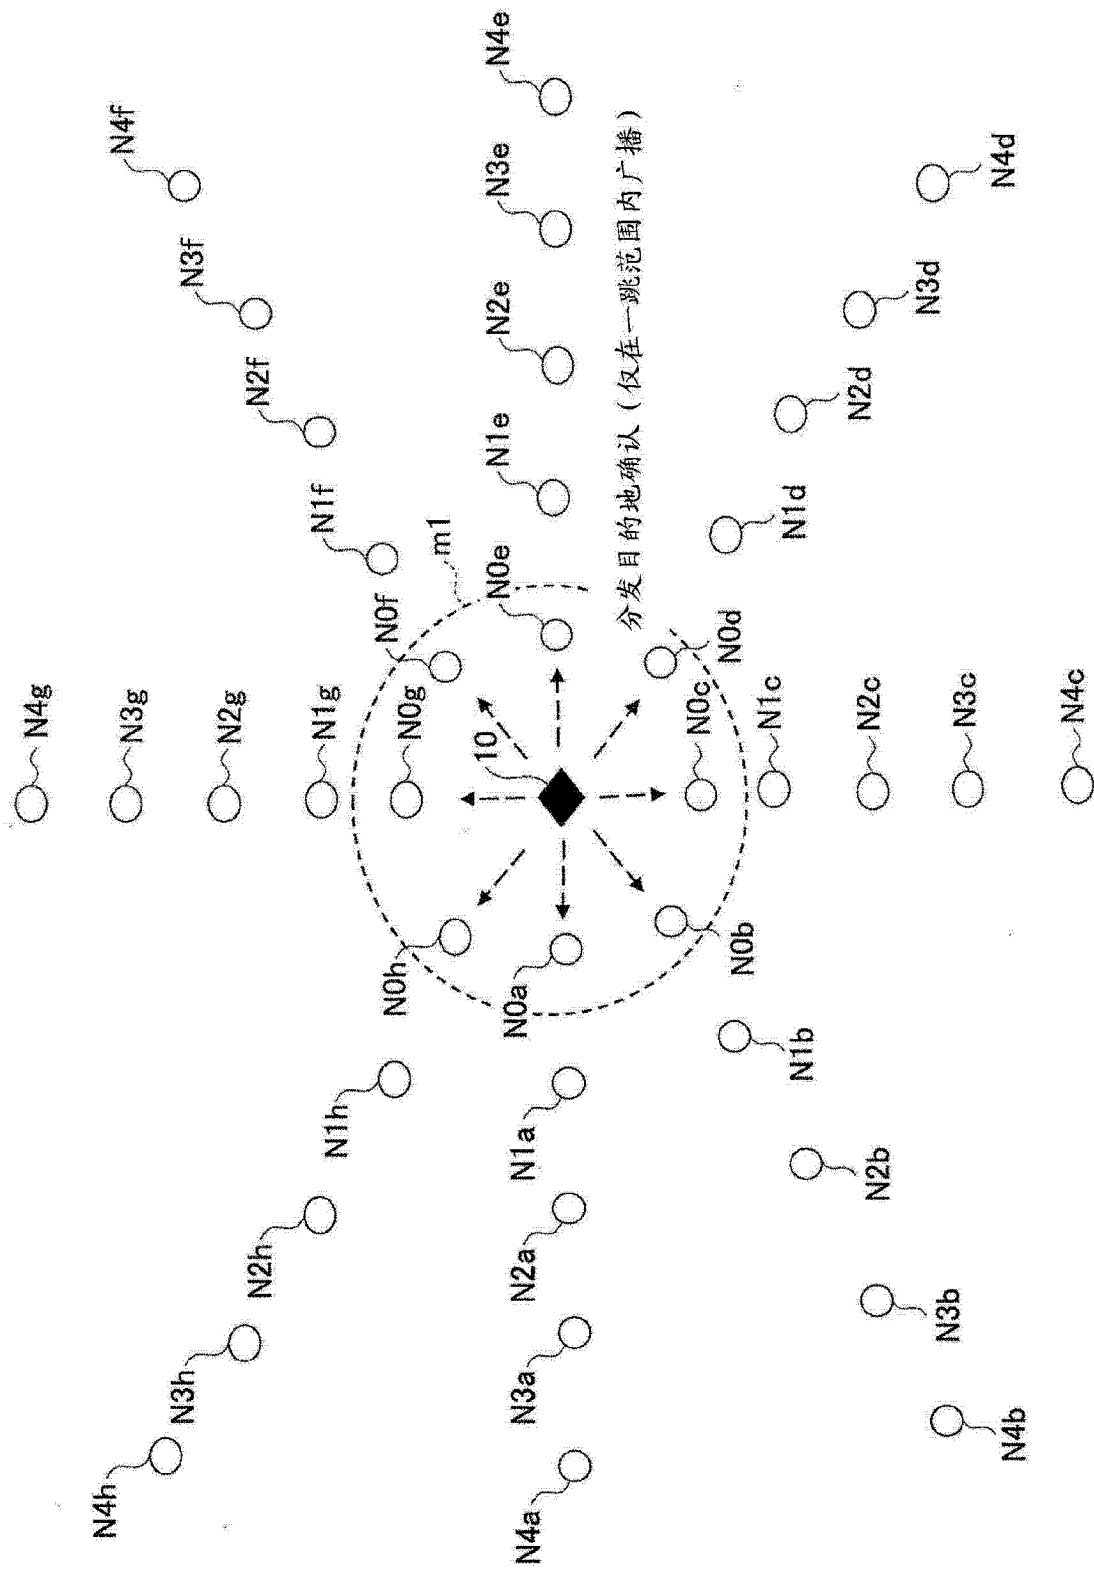 N4a
N3a
N2a
N1a
N0a
N4b
N3b
N2b
N1b
N0b
N0c
N1c
N2c
N3c
N4c
N0d
N1d
N2d
N3d
N4d
N0e
N1e
N2e
N3e
N4e
N0f
N1f
N2f
N3f
N4f
N0g
N1g
N2g
N3g
N4g
N0h
N1h
N2h
N3h
N4h
10
m1
分发目的地确认（仅在一跳范围内广播）